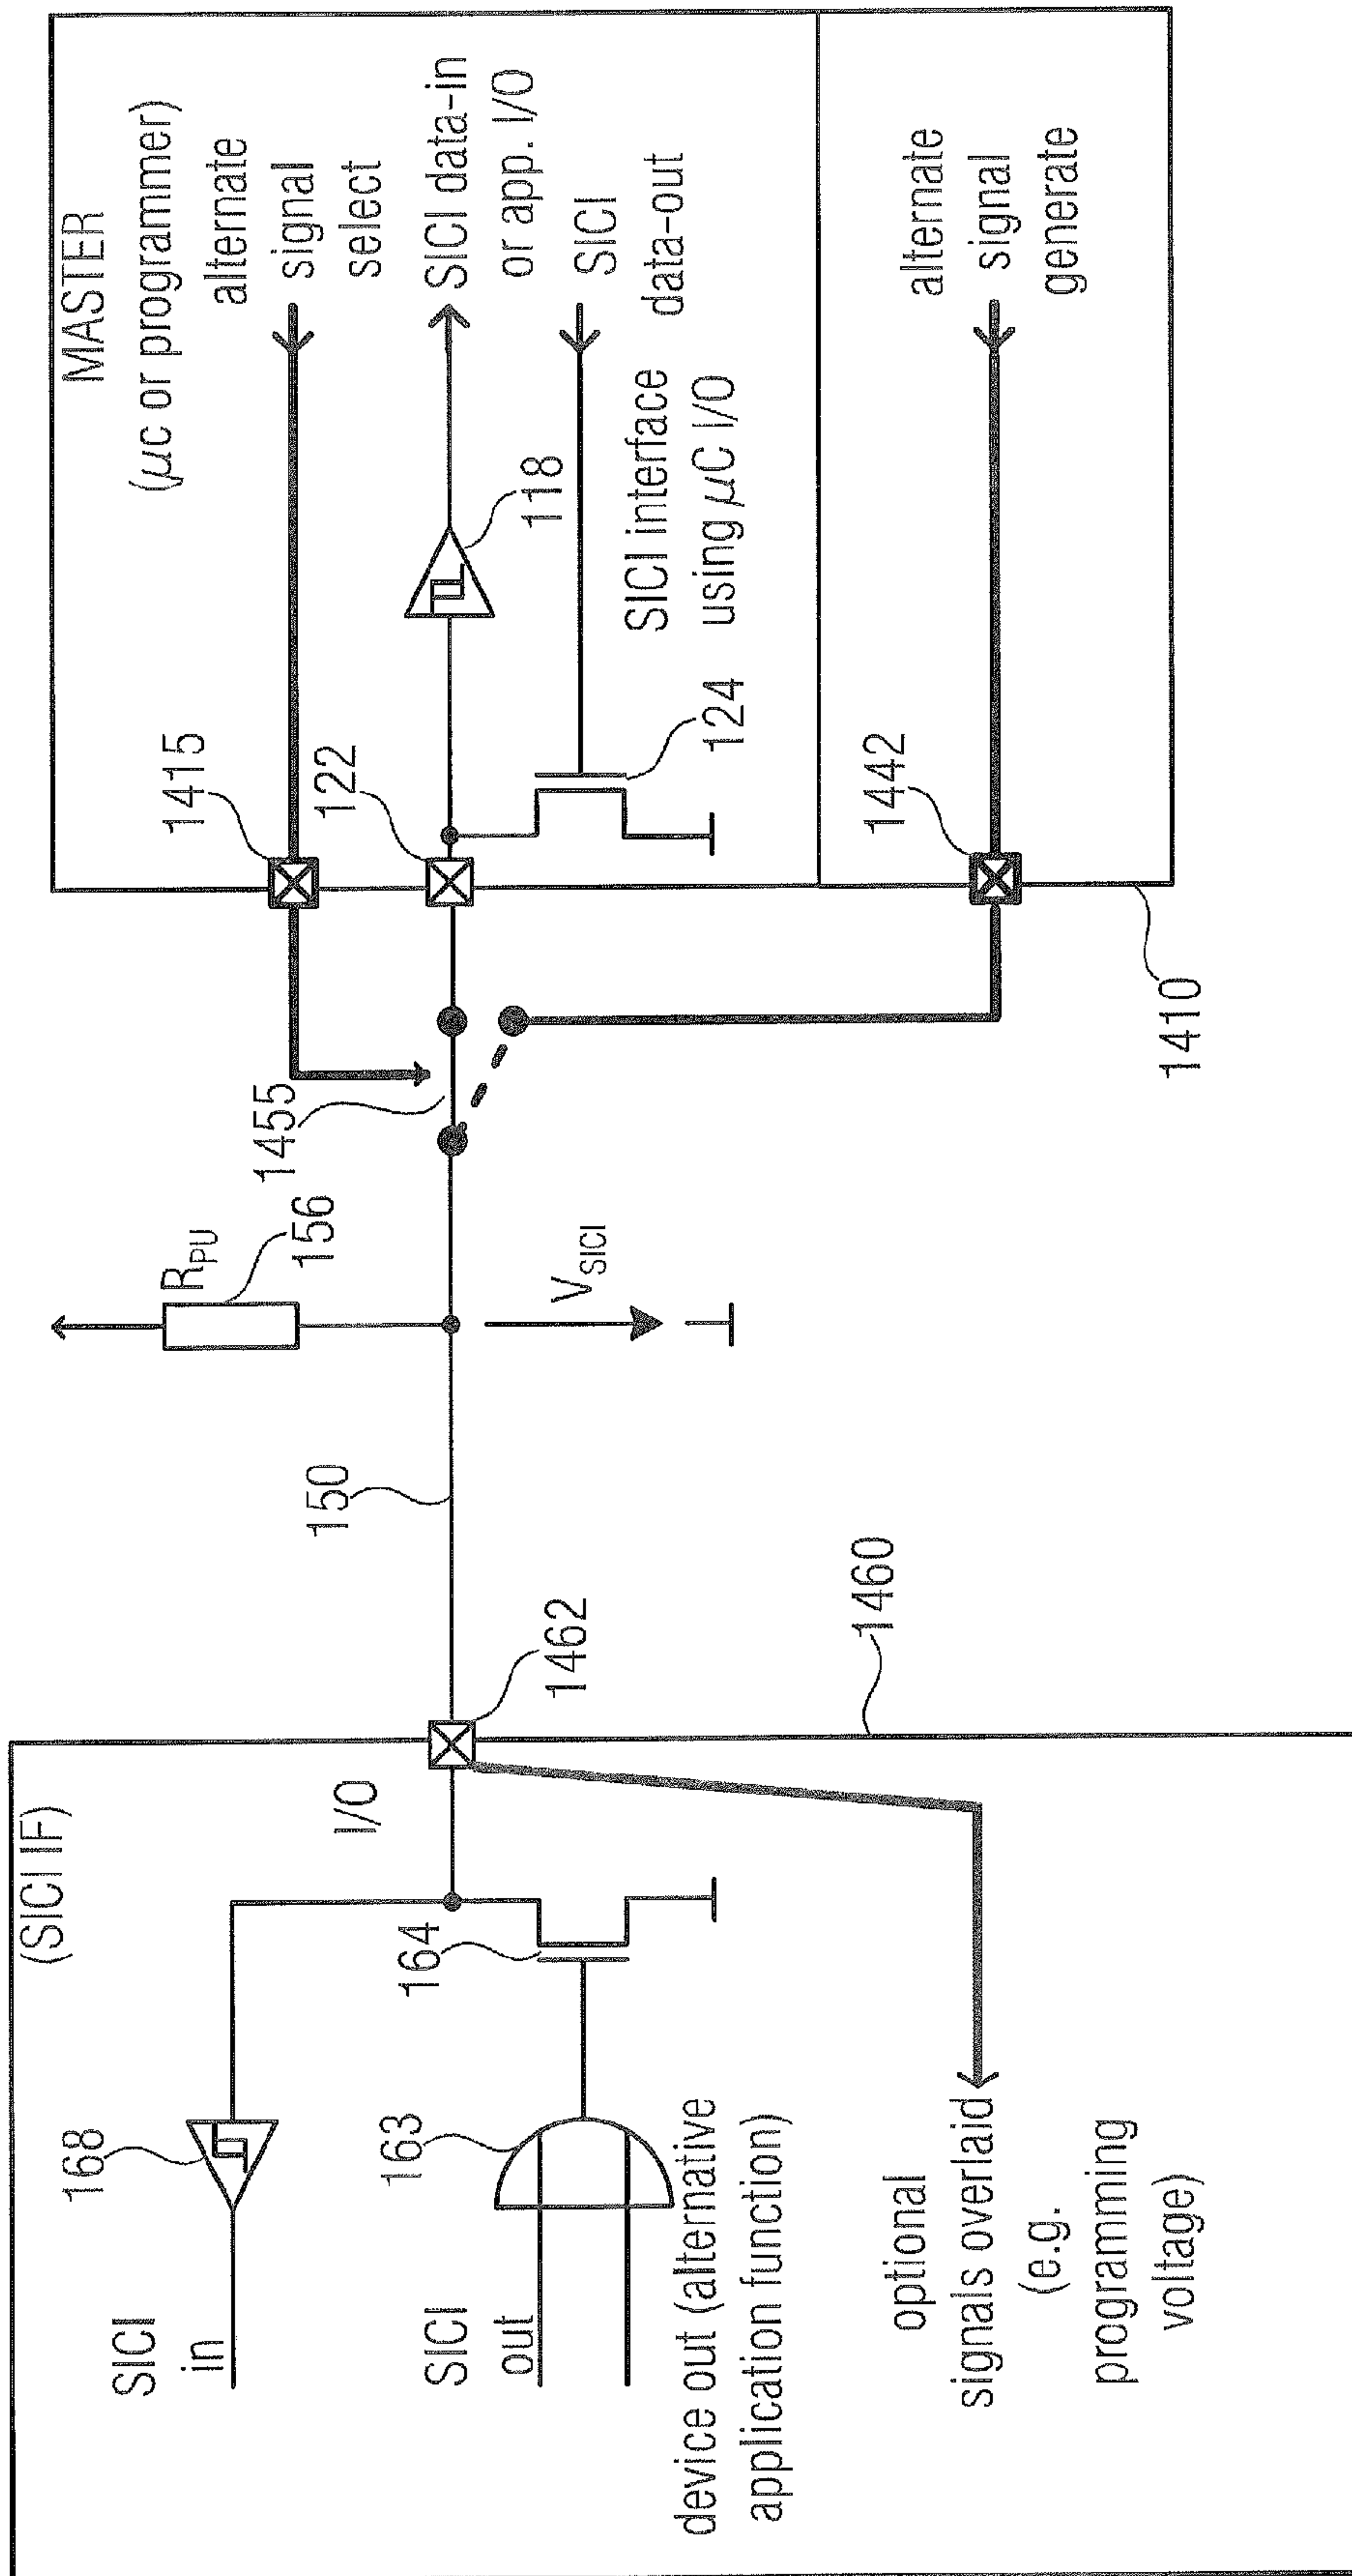 (SICI IF)
SICI
in
168
SICI
out
163
164
I/O
device out (alternative
application function)
optional
signals overlaid
(e.g.
programming
voltage)
1462
1460
150
R_PU
156
V_SICI
1455
MASTER
(μc or programmer)
alternate
signal
select
1415
122
118
SICI data-in
or app. I/O
SICI
data-out
SICI interface
using μC I/O
124
alternate
signal
generate
1442
1410